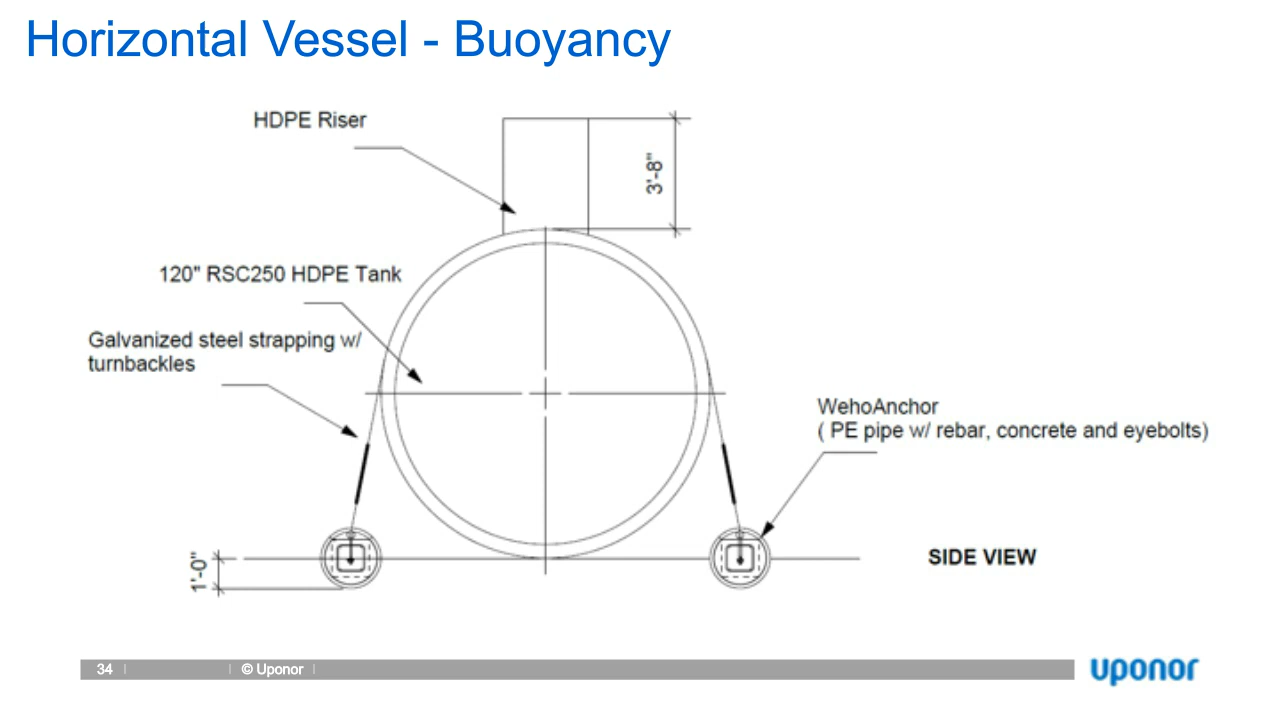 Horizontal Vessel - Buoyancy
HDPE Riser
3'-8"
120" RSC250 HDPE Tank
Galvanized steel strapping w/
turnbackles
WehoAnchor
( PE pipe w/ rebar, concrete and eyebolts)
1'-0"
SIDE VIEW
34
© Uponor
uponor